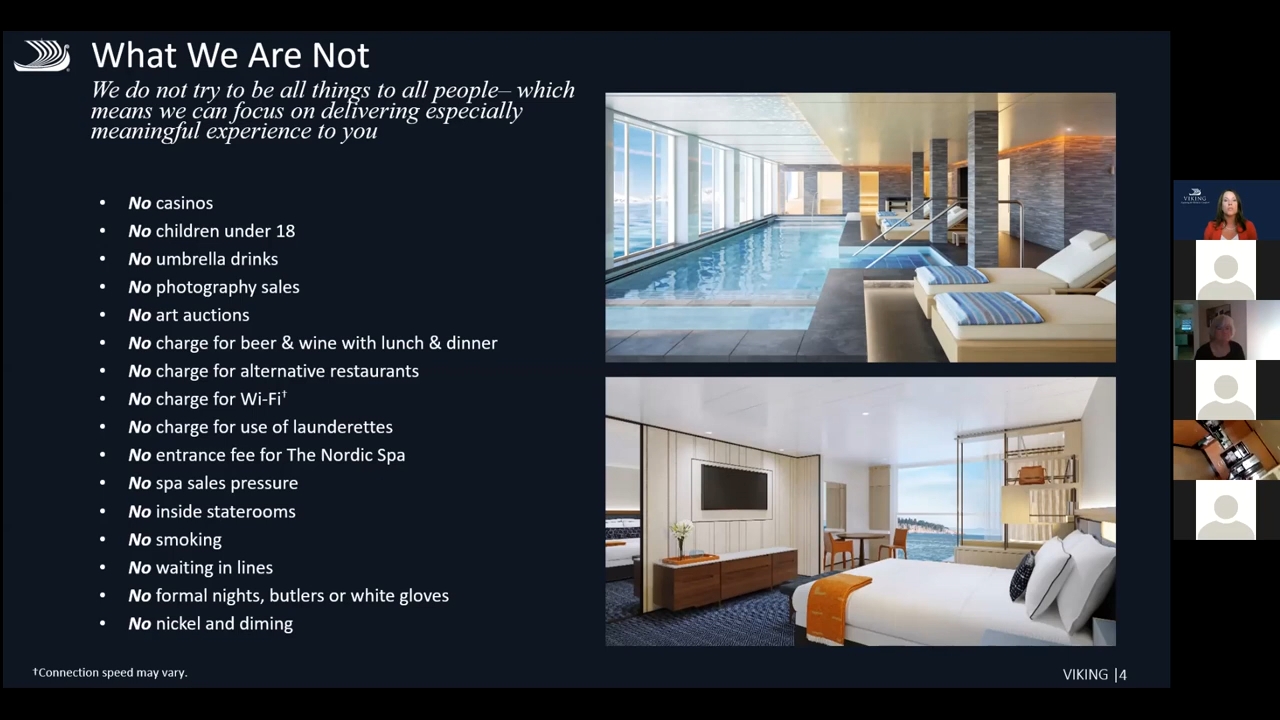 What We Are Not
We do not try to be all things to all people– which
means we can focus on delivering especially
meaningful experience to you
• No casinos
• No children under 18
• No umbrella drinks
• No photography sales
• No art auctions
• No charge for beer & wine with lunch & dinner
• No charge for alternative restaurants
• No charge for Wi-Fi†
• No charge for use of launderettes
• No entrance fee for The Nordic Spa
• No spa sales pressure
• No inside staterooms
• No smoking
• No waiting in lines
• No formal nights, butlers or white gloves
• No nickel and diming
†Connection speed may vary.
VIKING |4
VIKING